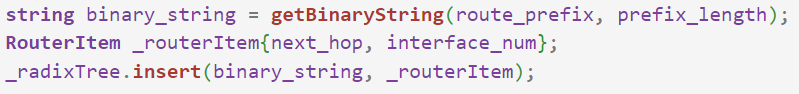 string binary_string = getBinaryString(route_prefix, prefix_length);
RouterItem _routerItem{next_hop, interface_num};
_radixTree.insert(binary_string, _routerItem);